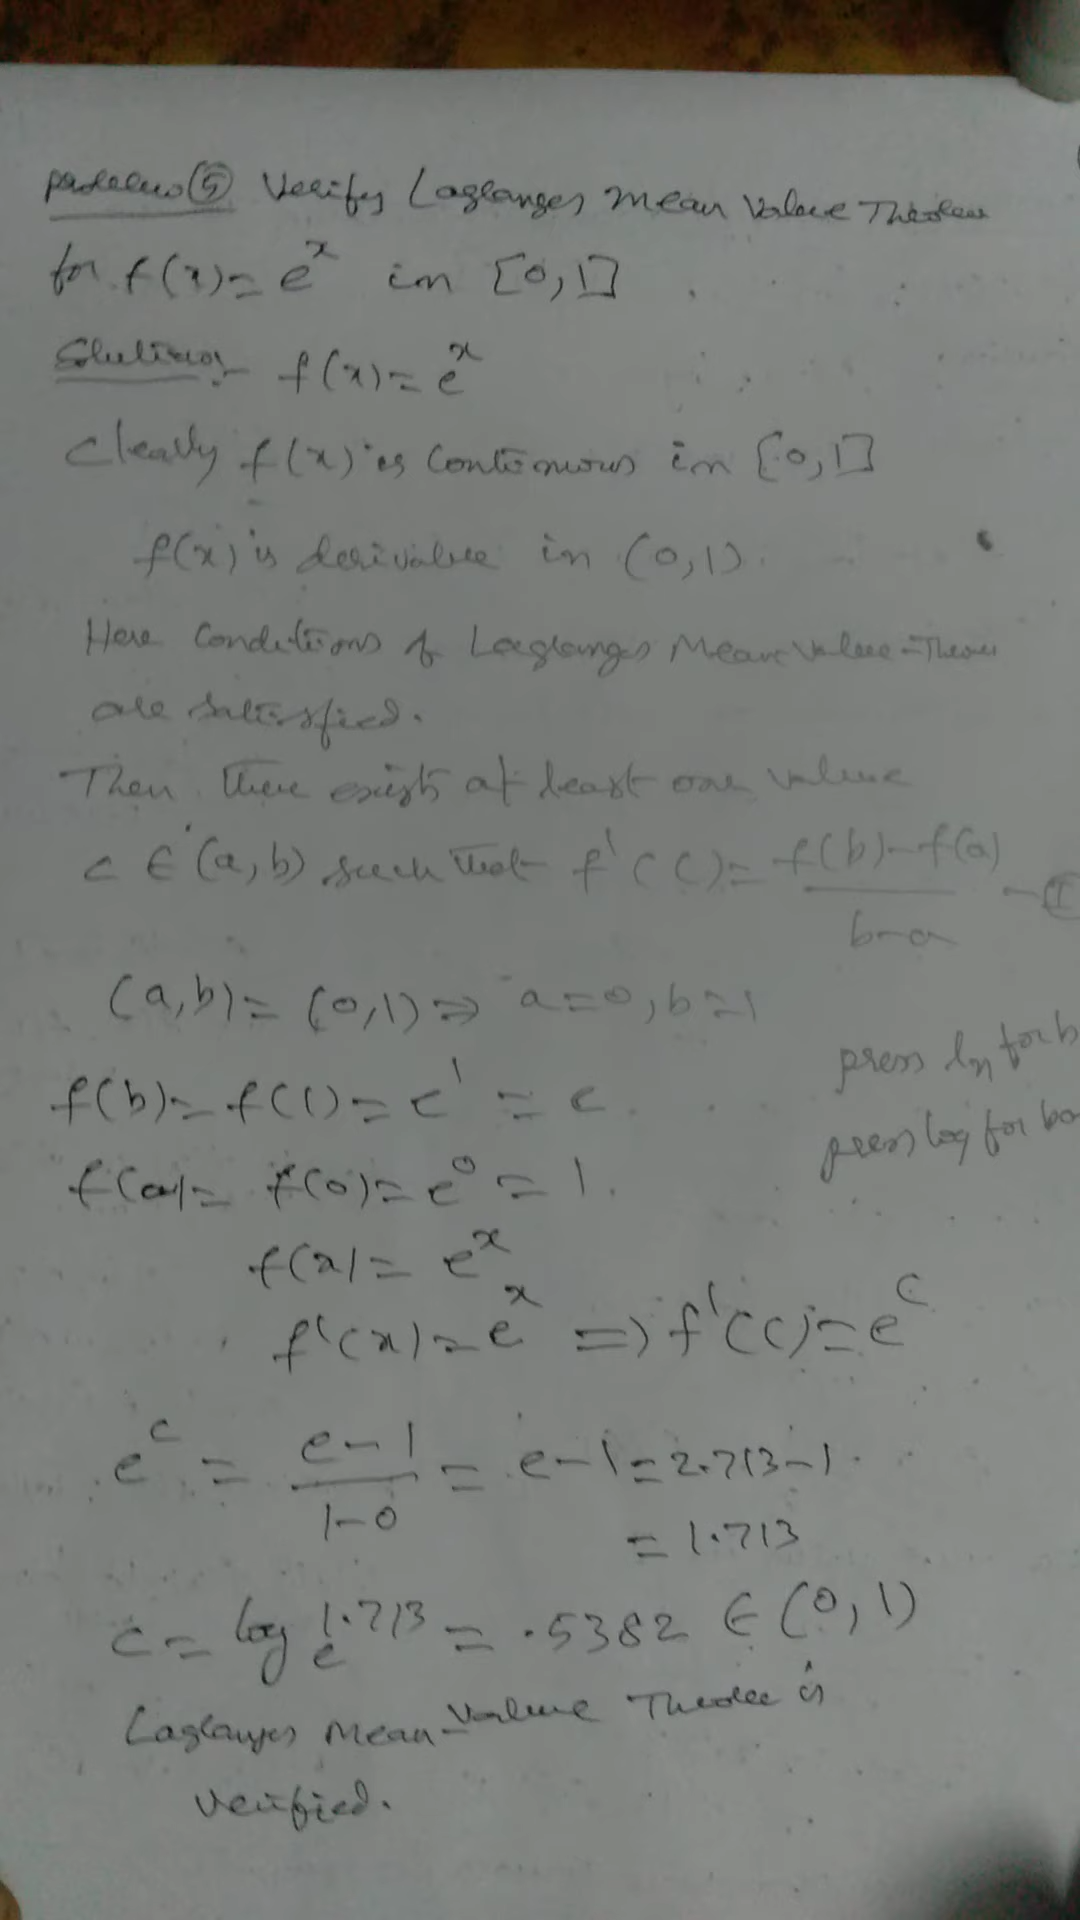 Problem ⑤ Verify Lagranges Mean Value Theorem
for f(x) = e^x in [0,1]
Solution:- f(x) = e^x
Clearly f(x) is continuous in [0,1]
f(x) is derivable in (0,1).
Here Conditions of Lagranges Mean Value Theorem
are satisfied.
Then there exists at least one value
c ∈ (a,b) such that f'(c) = f(b)-f(a) / b-a — ①
(a,b) = (0,1) ⇒ a=0, b=1
press ln for b
f(b) = f(1) = e^1 = e.
press log for ba
f(a) = f(0) = e^0 = 1.
f(x) = e^x
f'(x) = e^x ⇒ f'(c) = e^c
e^c = e-1 / 1-0 = e-1 = 2.713-1.
= 1.713
c = log_e 1.713 = .5382 ∈ (0,1)
Lagranges Mean Value Theorem is
verified.